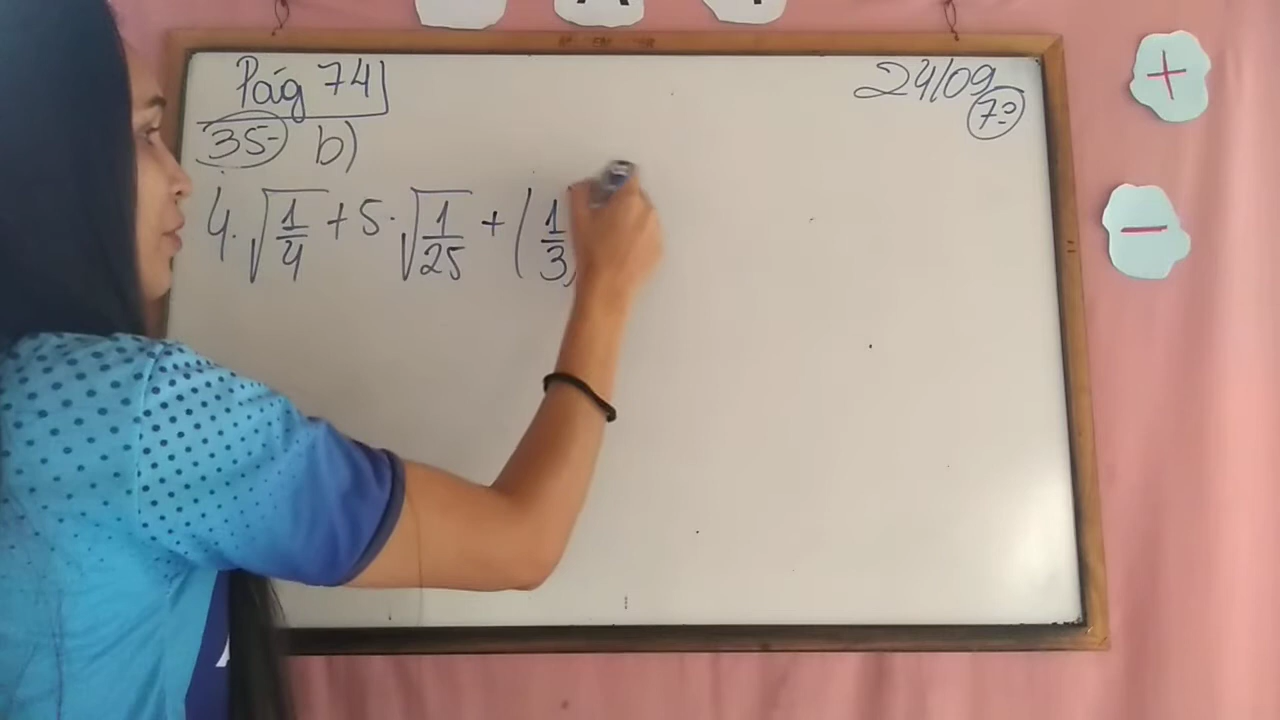 Pág 74
24/09
7º
35- b)
4·√1/4 + 5·√1/25 + (1/3)
+
-